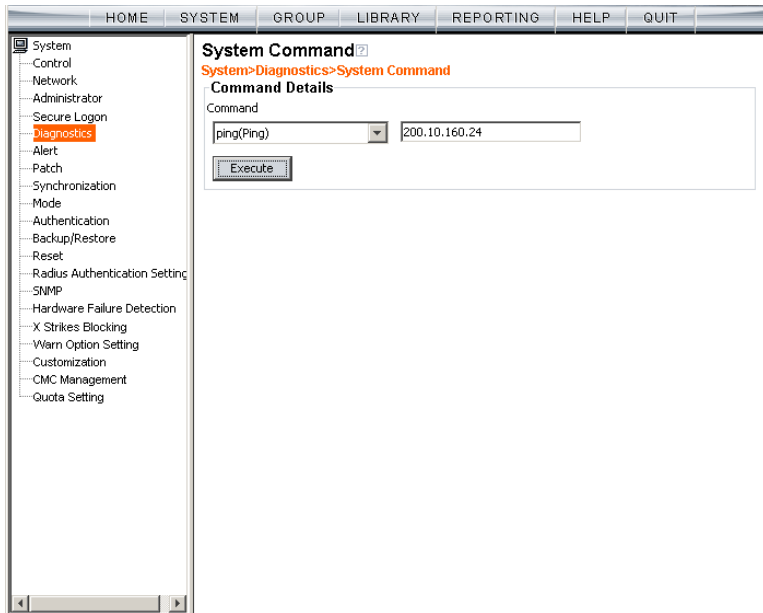 HOME SYSTEM GROUP LIBRARY REPORTING HELP QUIT
System
Control
Network
Administrator
Secure Logon
Diagnostics
Alert
Patch
Synchronization
Mode
Authentication
Backup/Restore
Reset
Radius Authentication Setting
SNMP
Hardware Failure Detection
X Strikes Blocking
Warn Option Setting
Customization
CMC Management
Quota Setting
System Command ?
System>Diagnostics>System Command
Command Details
Command
ping(Ping) 200.10.160.24
Execute